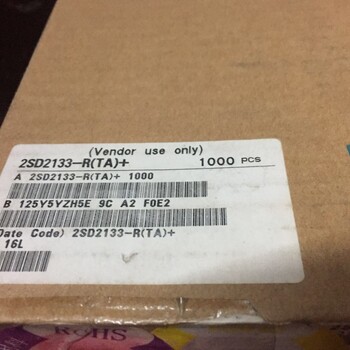 (Vendor use only)
2SD2133-R(TA)+ 1000 PCS
A 2SD2133-R(TA)+ 1000
B 125Y5YZH5E 9C A2 F0E2
Date Code) 2SD2133-R(TA)+
16L
RoHS